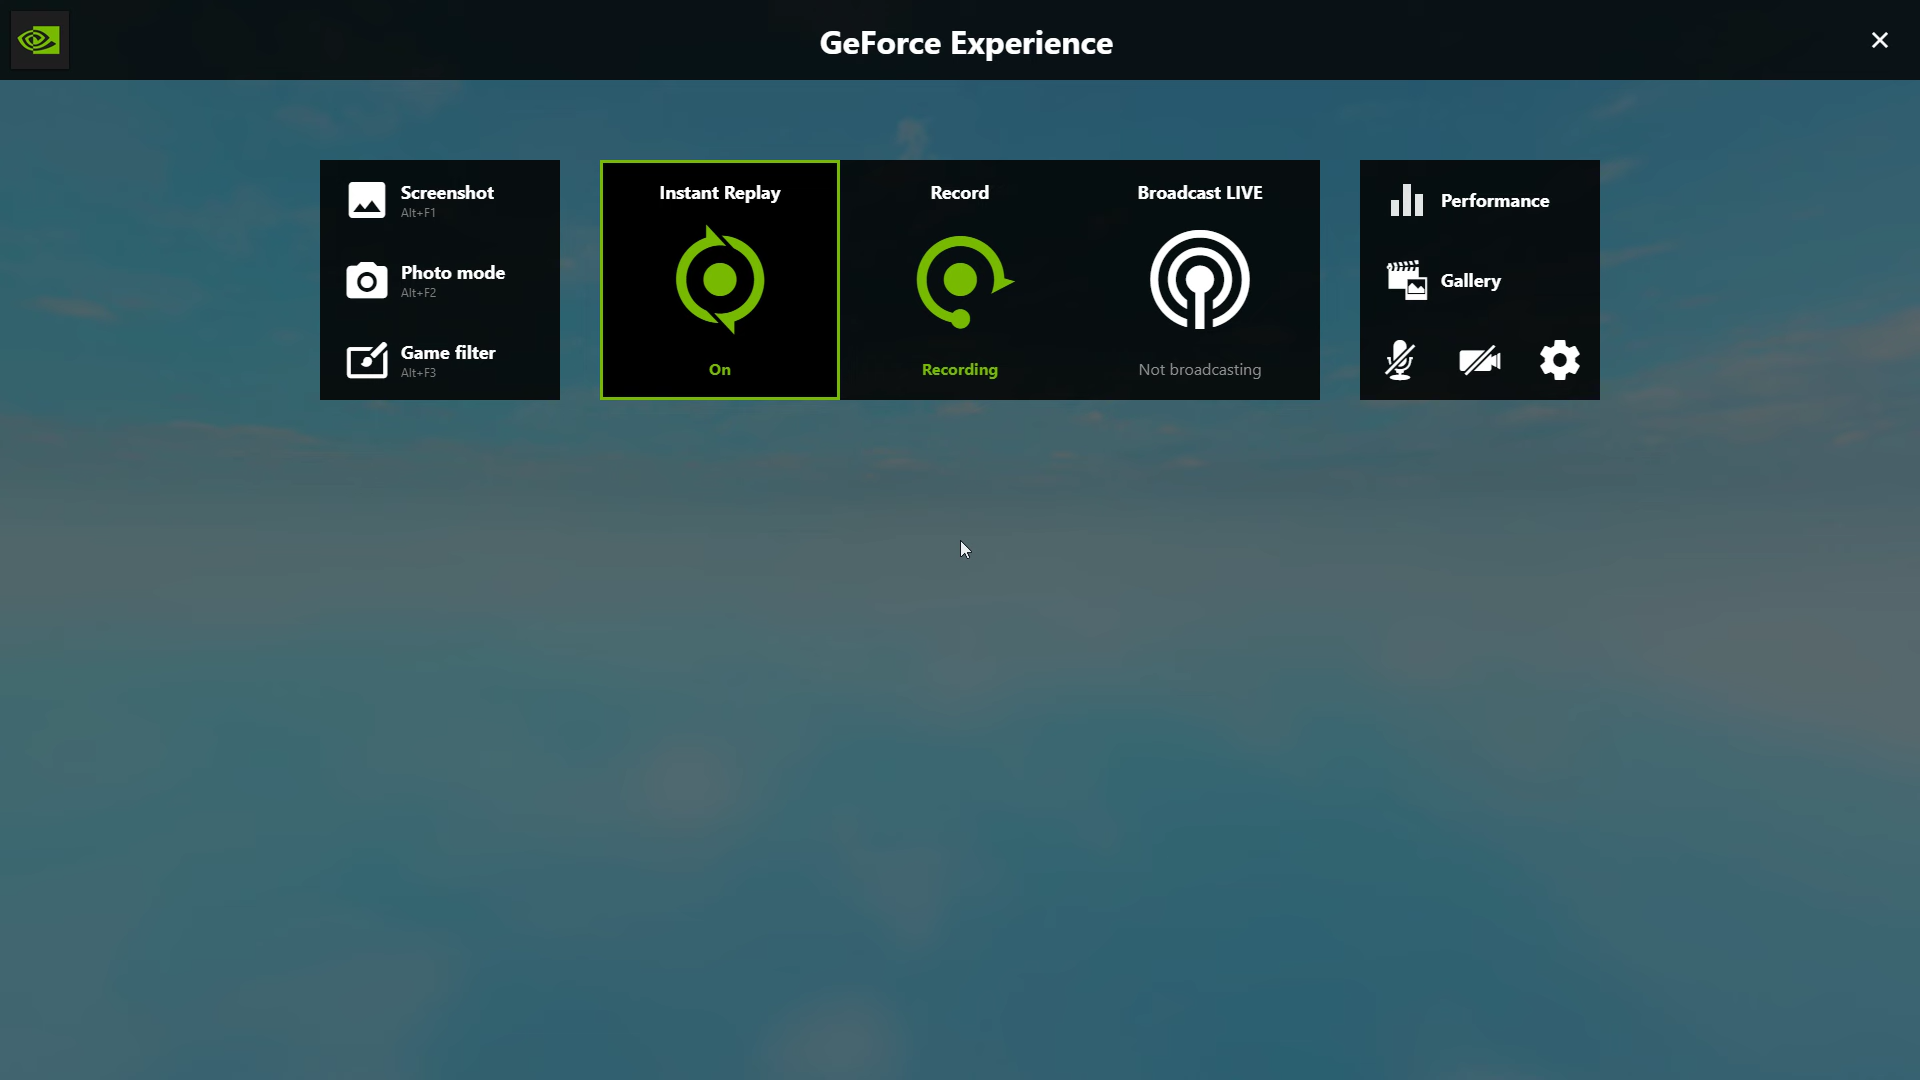 GeForce Experience
Screenshot
Alt+F1
Photo mode
Alt+F2
Game filter
Alt+F3
Instant Replay
On
Record
Recording
Broadcast LIVE
Not broadcasting
Performance
Gallery